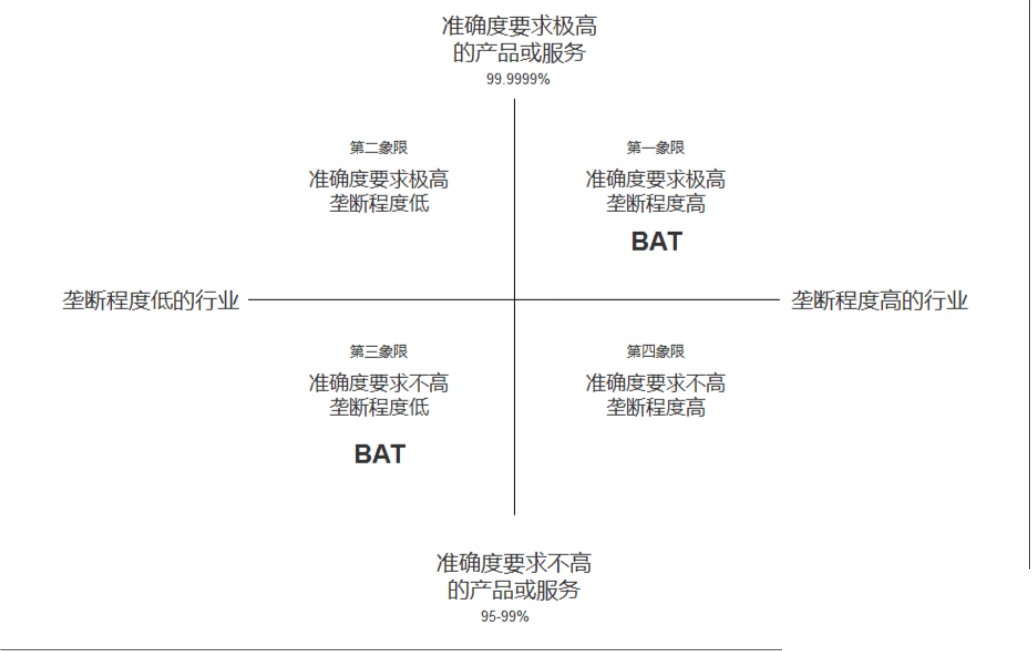 准确度要求极高
的产品或服务
99.9999%
第二象限
准确度要求极高
垄断程度低
第一象限
准确度要求极高
垄断程度高
BAT
垄断程度低的行业
垄断程度高的行业
第三象限
准确度要求不高
垄断程度低
BAT
第四象限
准确度要求不高
垄断程度高
准确度要求不高
的产品或服务
95-99%